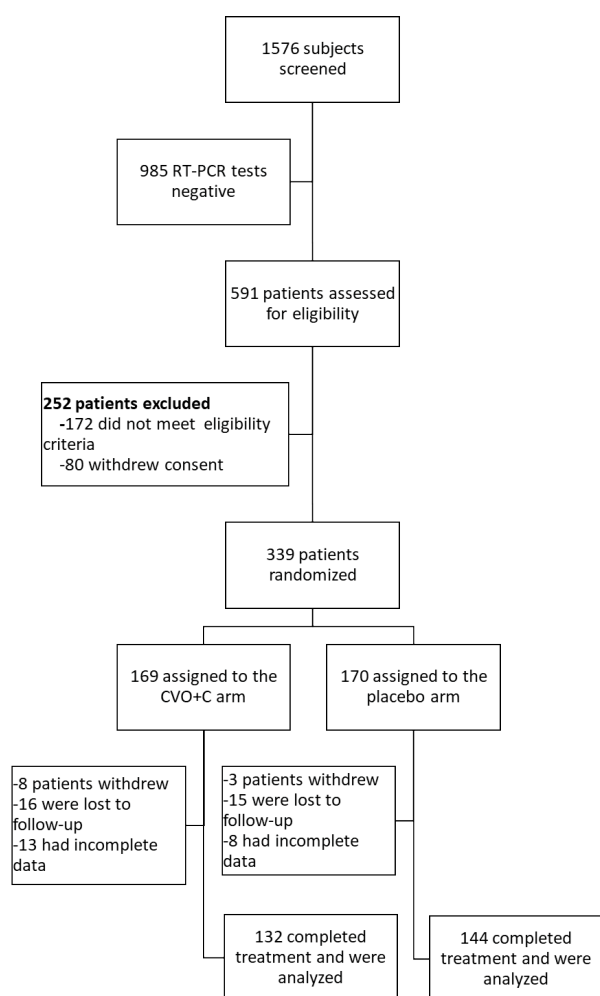 1576 subjects
screened
985 RT-PCR tests
negative
591 patients assessed
for eligibility
252 patients excluded
-172 did not meet eligibility
criteria
-80 withdrew consent
339 patients
randomized
169 assigned to the
CVO+C arm
170 assigned to the
placebo arm
-8 patients withdrew
-16 were lost to
follow-up
-13 had incomplete
data
-3 patients withdrew
-15 were lost to
follow-up
-8 had incomplete
data
132 completed
treatment and were
analyzed
144 completed
treatment and were
analyzed